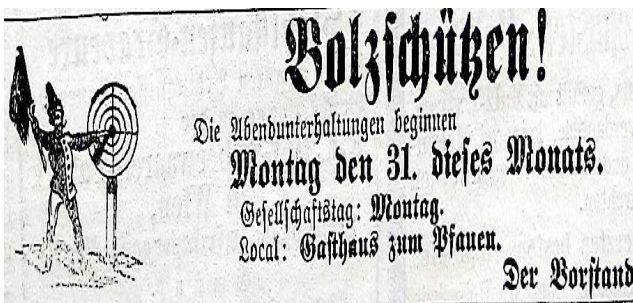 Bolzschützen!
Die Abendunterhaltungen beginnen
Montag den 31. dieses Monats.
Gesellschaftstag: Montag.
Local: Gasthaus zum Pfauen.
Der Vorstand